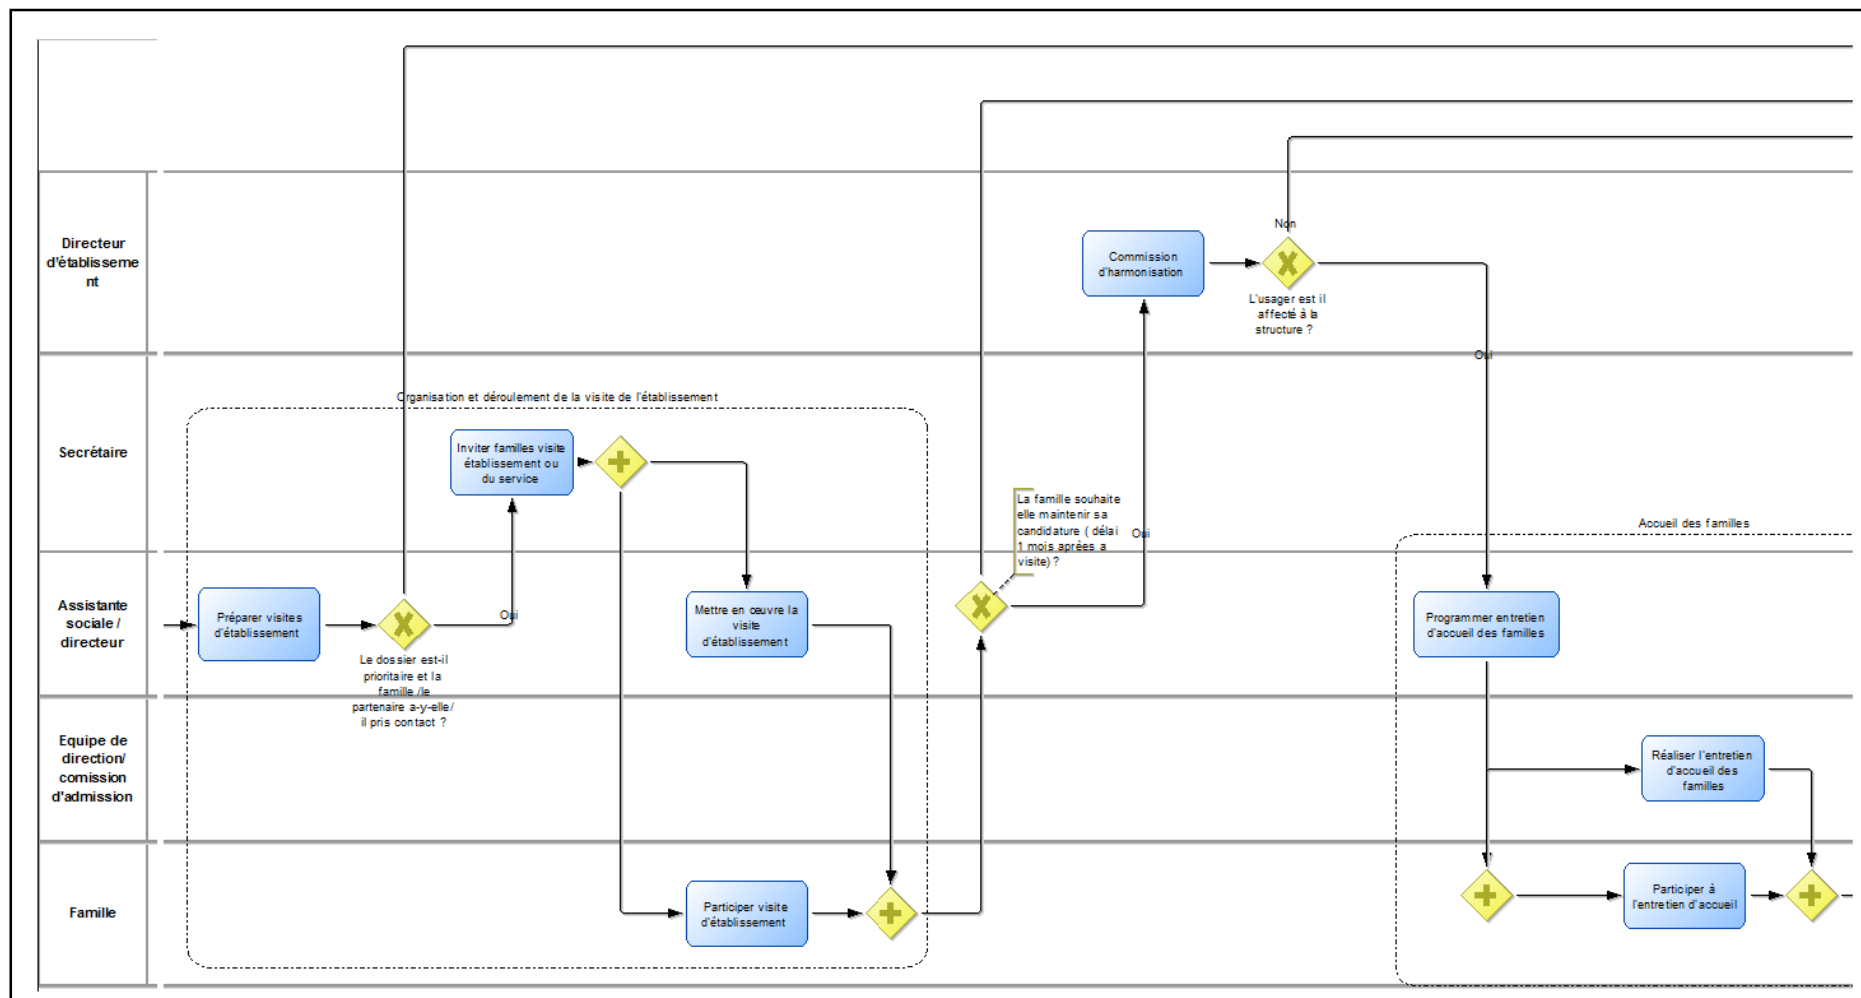 Directeur
d'établisseme
nt
Commission
d'harmonisation
Non
L'usager est il
affecté à la
structure ?
Oui
Secrétaire
Organisation et déroulement de la visite de l'établissement
Inviter familles visite
établissement ou
du service
La famille souhaite
elle maintenir sa
candidature ( délai
1 mois aprées a
visite) ?
Oui
Accueil des familles
Assistante
sociale /
directeur
Préparer visites
d'établissement
Oui
Le dossier est-il
prioritaire et la
famille /le
partenaire a-y-elle/
il pris contact ?
Mettre en œuvre la
visite
d'établissement
Programmer entretien
d'accueil des familles
Equipe de
direction/
comission
d'admission
Réaliser l'entretien
d'accueil des
familles
Famille
Participer visite
d'établissement
Participer à
l'entretien d'accueil